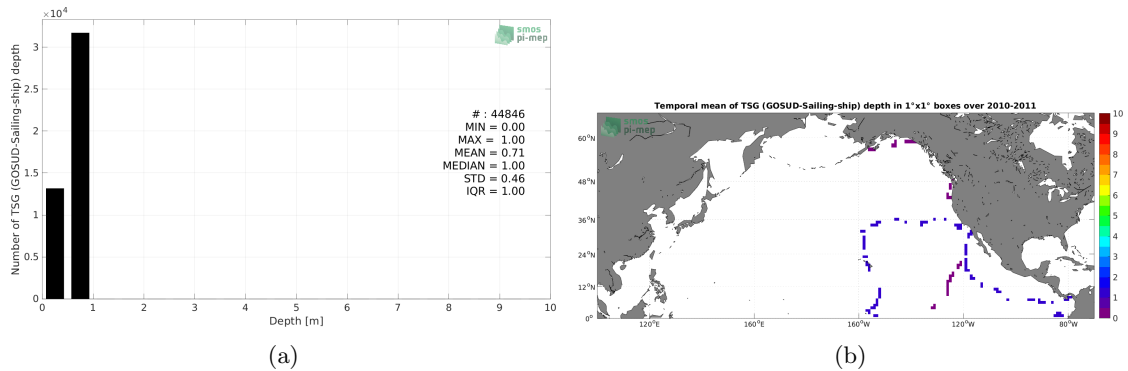 ×10⁴
smos
pi-mep
3
2.5
2
1.5
1
0.5
0
Number of TSG (GOSUD-Sailing-ship) depth
# : 44846
MIN = 0.00
MAX = 1.00
MEAN = 0.71
MEDIAN = 1.00
STD = 0.46
IQR = 1.00
0 1 2 3 4 5 6 7 8 9 10
Depth [m]
(a)
Temporal mean of TSG (GOSUD-Sailing-ship) depth in 1°x1° boxes over 2010-2011
smos
pi-mep
60°N
48°N
36°N
24°N
12°N
0°
120°E 160°E 160°W 120°W 80°W
10
9
8
7
6
5
4
3
2
1
0
(b)